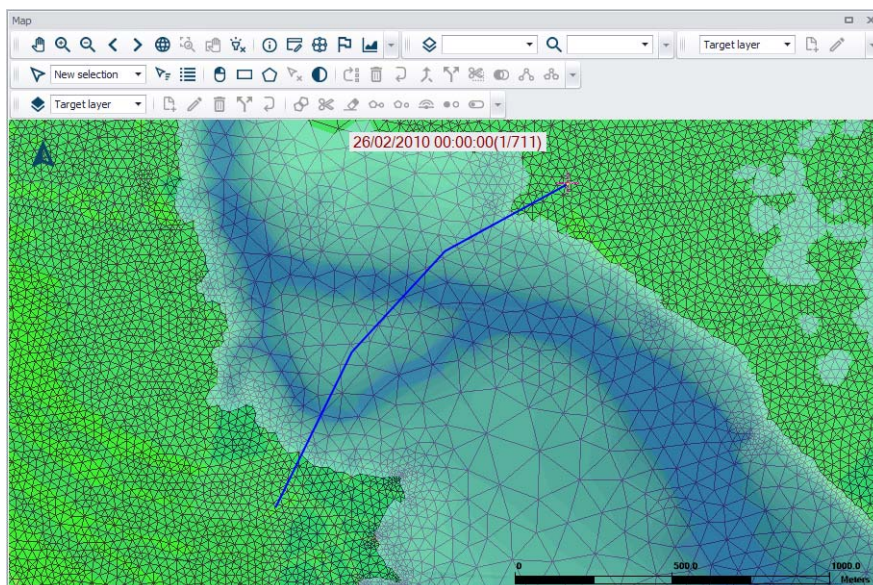 Map
Target layer
New selection
Target layer
26/02/2010 00:00:00(1/711)
0 500.0 1000.0
Meters